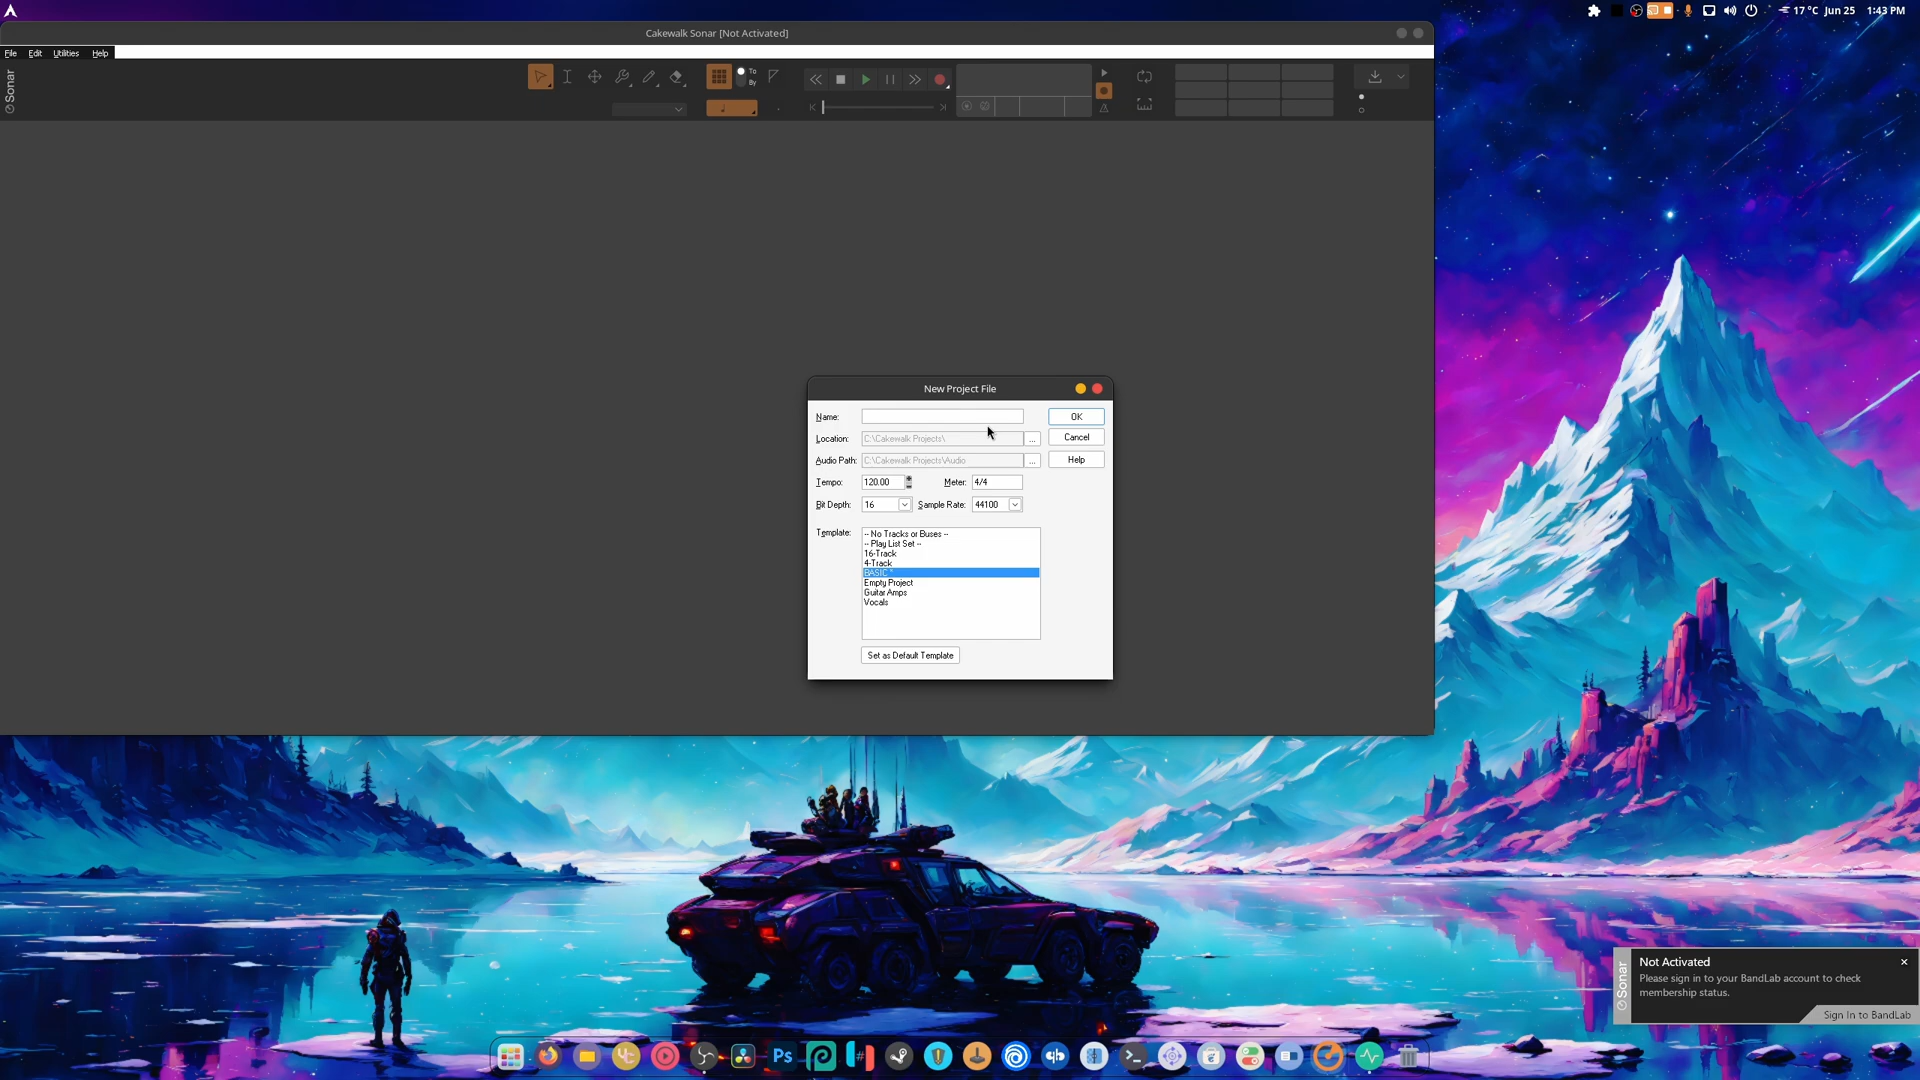 17 °C Jun 25 1:43 PM
Cakewalk Sonar [Not Activated]
File Edit Utilities Help
Sonar
To
By
New Project File
Name:
OK
Location: C:\Cakewalk Projects\ ...
Cancel
Audio Path: C:\Cakewalk Projects\Audio ...
Help
Tempo: 120.00 Meter: 4/4
Bit Depth: 16 Sample Rate: 44100
Template:
-- No Tracks or Buses --
-- Play List Set --
16-Track
4-Track
BASIC *
Empty Project
Guitar Amps
Vocals
Set as Default Template
Sonar
Not Activated
Please sign in to your BandLab account to check
membership status.
Sign In to BandLab
Ps